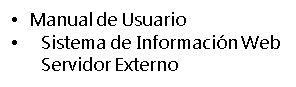 • Manual de Usuario
• Sistema de Información Web
Servidor Externo